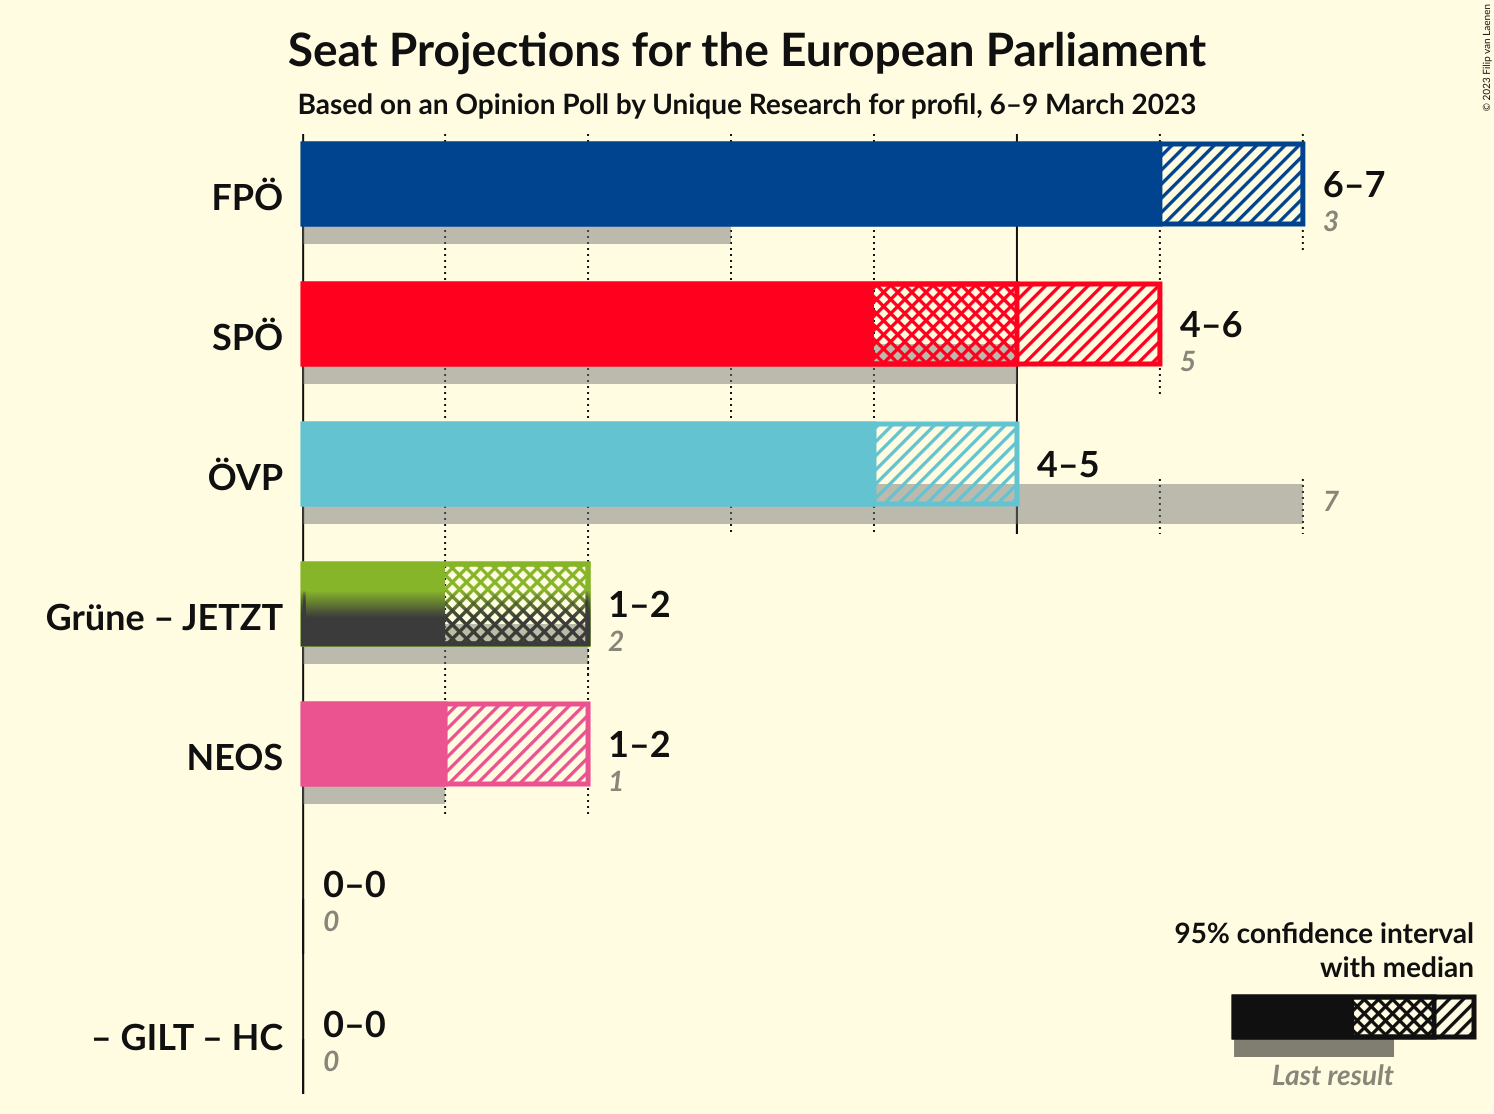 Seat Projections for the European Parliament
Based on an Opinion Poll by Unique Research for profil, 6–9 March 2023
© 2023 Filip van Laenen
FPÖ
6–7
3
SPÖ
4–6
5
ÖVP
4–5
7
Grüne – JETZT
1–2
2
NEOS
1–2
1
0–0
0
– GILT – HC
0–0
0
95% confidence interval
with median
Last result